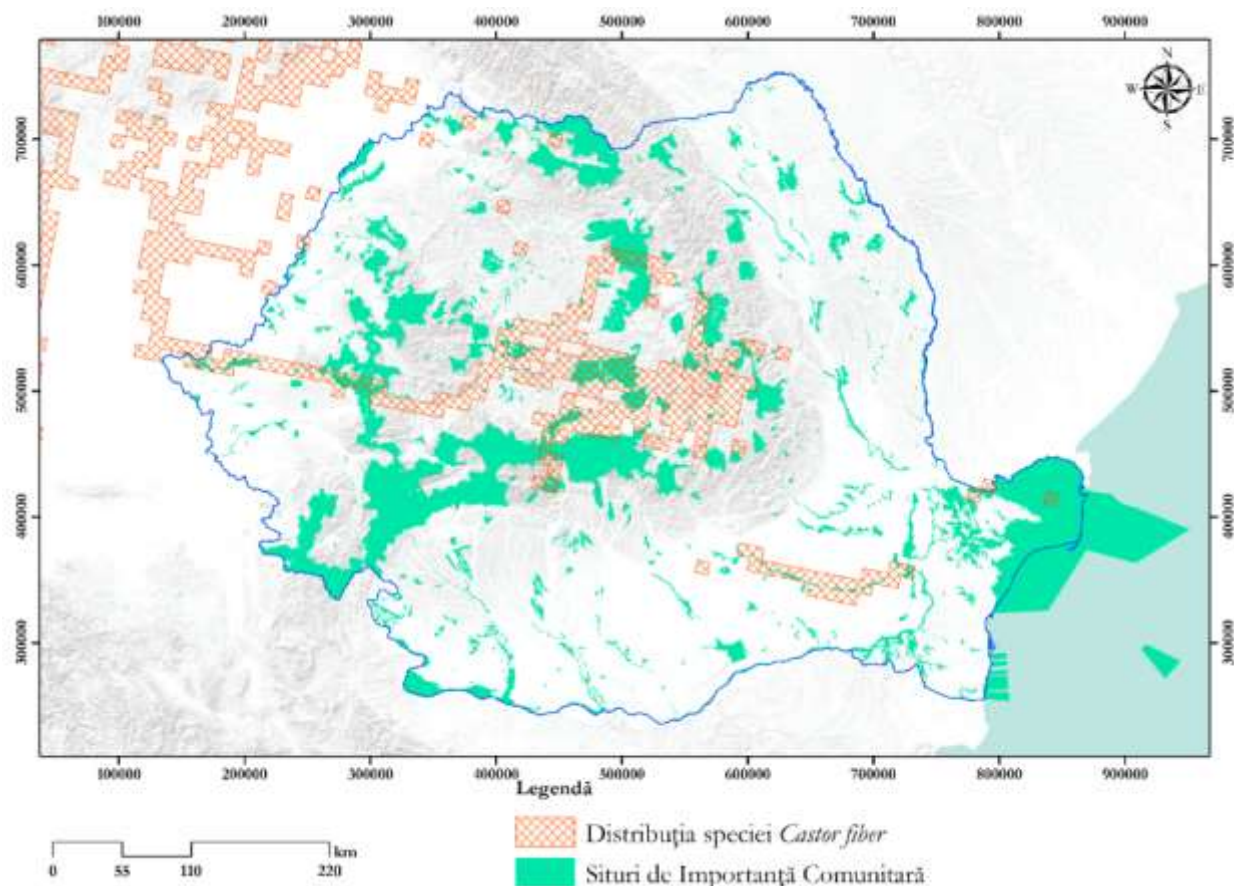 100000 200000 300000 400000 500000 600000 700000 800000 900000
N
W E
S
700000 700000
600000 600000
500000 500000
400000 400000
300000 300000
100000 200000 300000 400000 500000 600000 700000 800000 900000
Legendă
km
0 55 110 220
Distribuția speciei Castor fiber
Situri de Importanță Comunitară